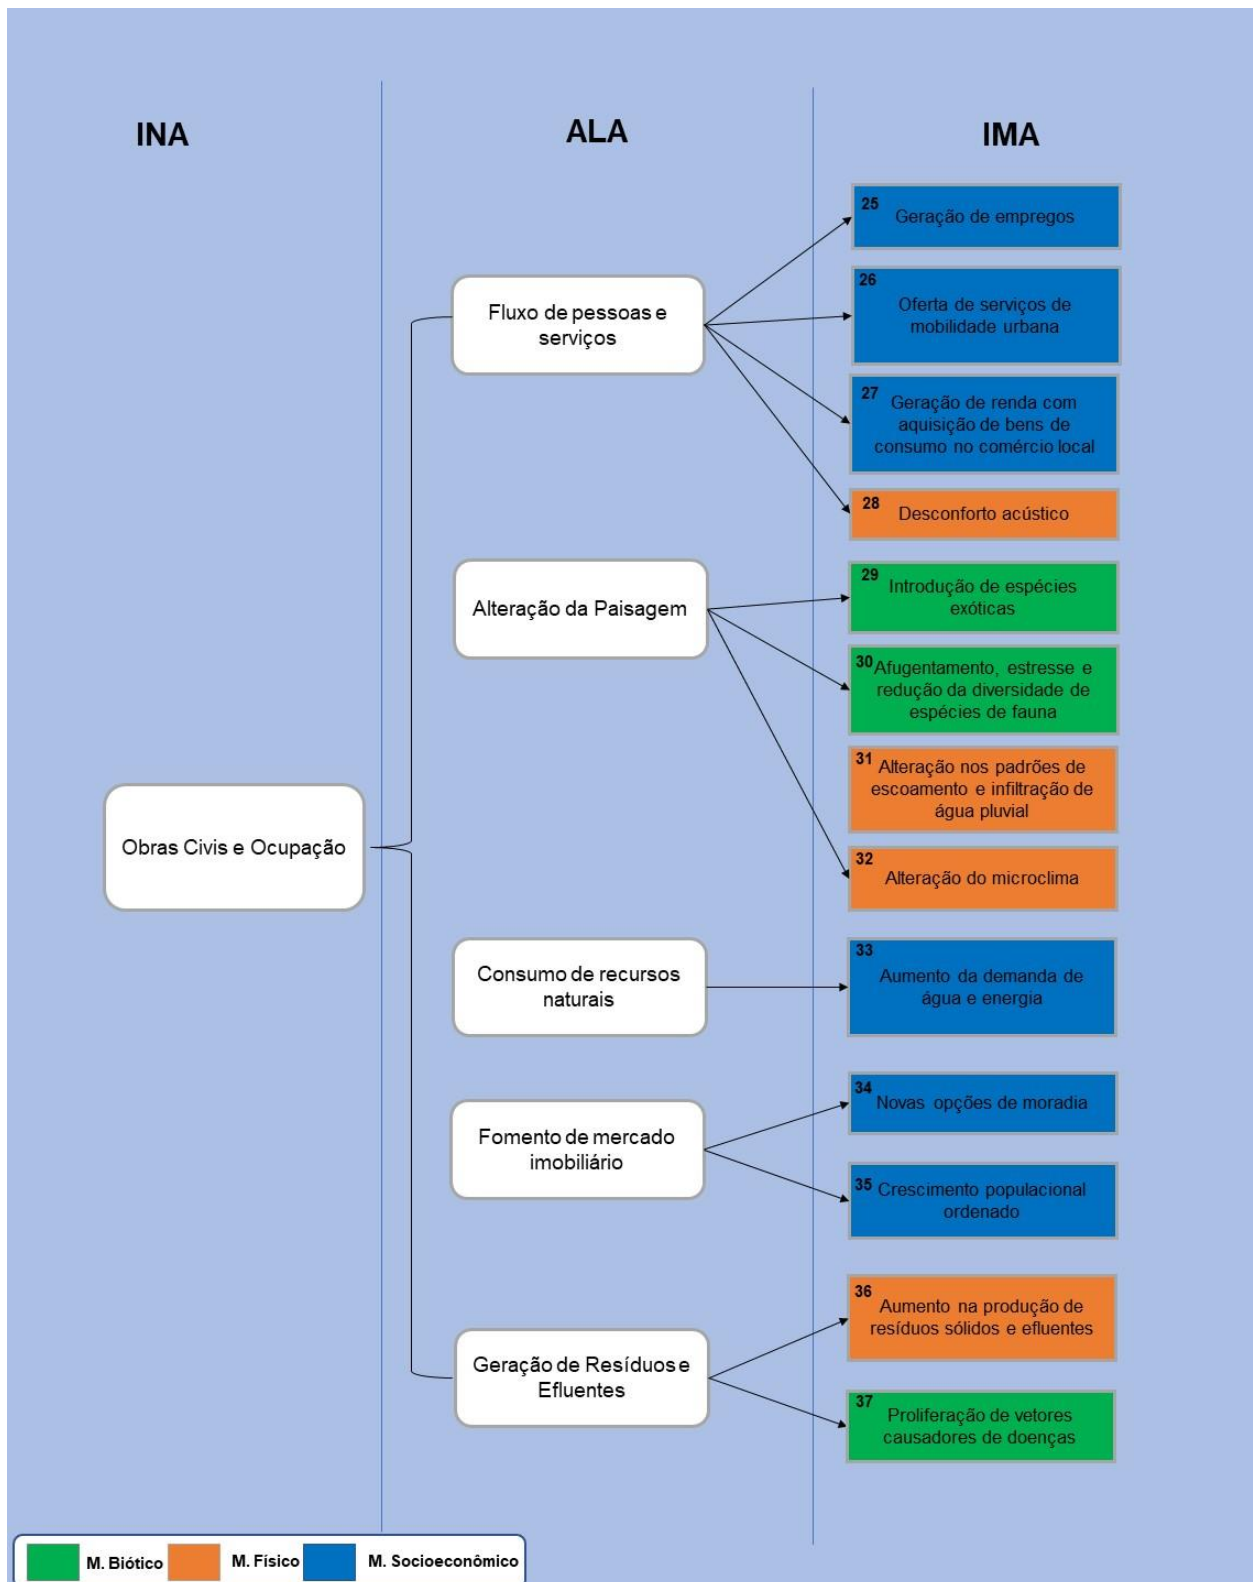 INA
ALA
IMA
Obras Civis e Ocupação
Fluxo de pessoas e
serviços
Alteração da Paisagem
Consumo de recursos
naturais
Fomento de mercado
imobiliário
Geração de Resíduos e
Efluentes
25
Geração de empregos
26
Oferta de serviços de
mobilidade urbana
27
Geração de renda com
aquisição de bens de
consumo no comércio local
28
Desconforto acústico
29
Introdução de espécies
exóticas
30
Afugentamento, estresse e
redução da diversidade de
espécies de fauna
31
Alteração nos padrões de
escoamento e infiltração de
água pluvial
32
Alteração do microclima
33
Aumento da demanda de
água e energia
34
Novas opções de moradia
35
Crescimento populacional
ordenado
36
Aumento na produção de
resíduos sólidos e efluentes
37
Proliferação de vetores
causadores de doenças
M. Biótico
M. Físico
M. Socioeconômico